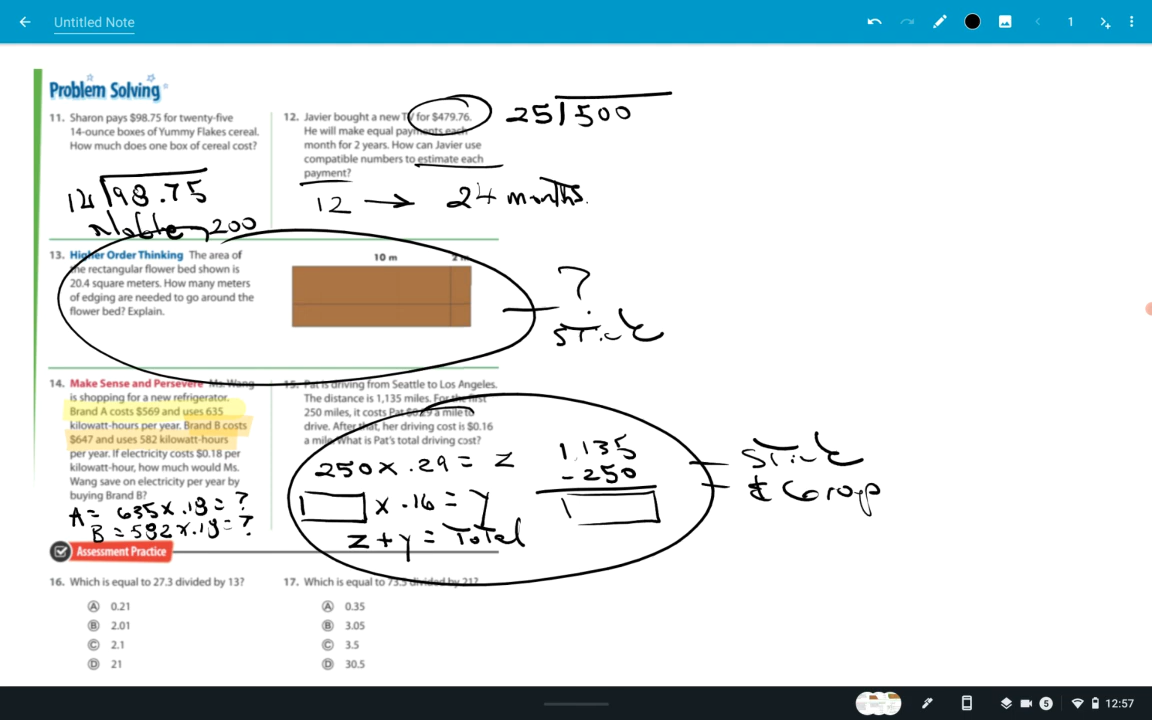 Untitled Note
1
Problem Solving
11. Sharon pays $98.75 for twenty-five
14-ounce boxes of Yummy Flakes cereal.
How much does one box of cereal cost?
14 98.75
200
12. Javier bought a new TV for $479.76.
He will make equal payments each
month for 2 years. How can Javier use
compatible numbers to estimate each
payment?
25 500
12 → 24 months.
13. Higher Order Thinking The area of
the rectangular flower bed shown is
20.4 square meters. How many meters
of edging are needed to go around the
flower bed? Explain.
10 m 2 m
?
14. Make Sense and Persevere Ms. Wang
is shopping for a new refrigerator.
Brand A costs $569 and uses 635
kilowatt-hours per year. Brand B costs
$647 and uses 582 kilowatt-hours
per year. If electricity costs $0.18 per
kilowatt-hour, how much would Ms.
Wang save on electricity per year by
buying Brand B?
A = 635 x .18 = ?
B = 582 x .18 = ?
15. Pat is driving from Seattle to Los Angeles.
The distance is 1,135 miles. For the first
250 miles, it costs Pat $0.29 a mile to
drive. After that, her driving cost is $0.16
a mile. What is Pat's total driving cost?
250 x .29 = z
x .16 = y
z + y = Total
1,135
- 250
& Group
Assessment Practice
16. Which is equal to 27.3 divided by 13?
A 0.21
B 2.01
C 2.1
D 21
17. Which is equal to 73.5 divided by 21?
A 0.35
B 3.05
C 3.5
D 30.5
5 12:57